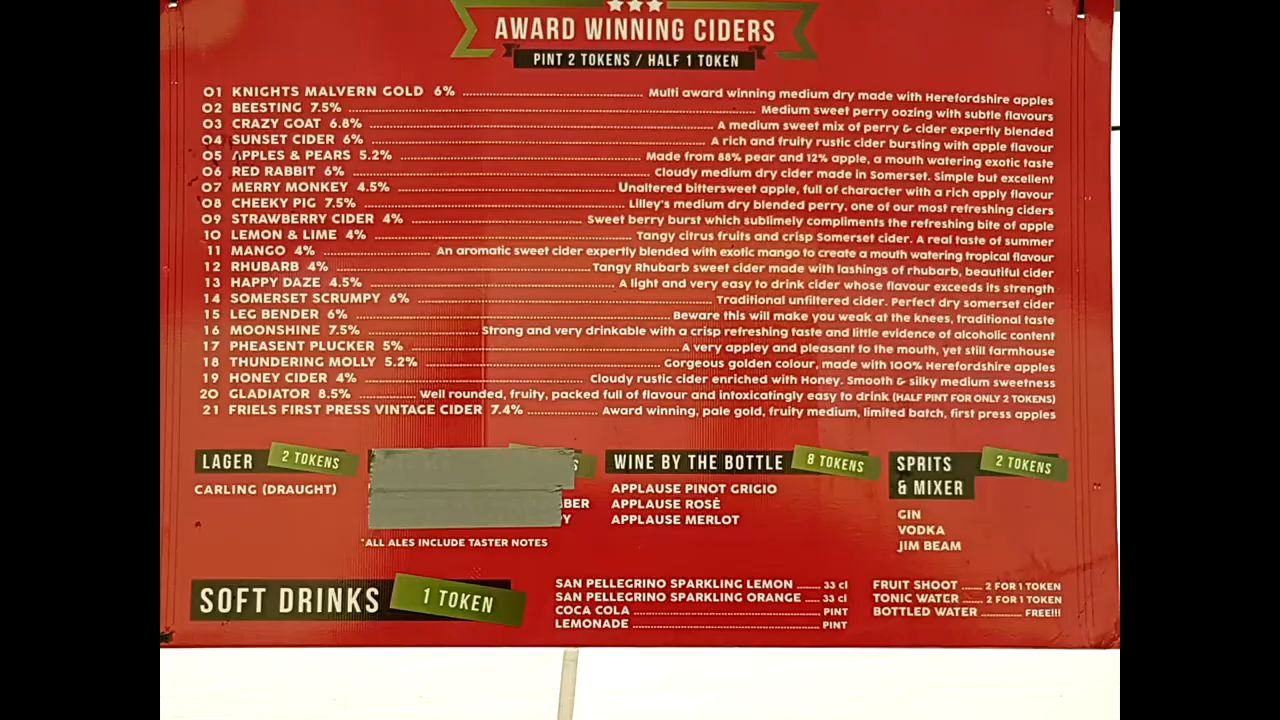 AWARD WINNING CIDERS
PINT 2 TOKENS / HALF 1 TOKEN
01 KNIGHTS MALVERN GOLD 6% Multi award winning medium dry made with Herefordshire apples
02 BEESTING 7.5% Medium sweet perry oozing with subtle flavours
03 CRAZY GOAT 6.8% A medium sweet mix of perry & cider expertly blended
04 SUNSET CIDER 6% A rich and fruity rustic cider bursting with apple flavour
05 APPLES & PEARS 5.2% Made from 88% pear and 12% apple, a mouth watering exotic taste
06 RED RABBIT 6% Cloudy medium dry cider made in Somerset. Simple but excellent
07 MERRY MONKEY 4.5% Unaltered bittersweet apple, full of character with a rich apply flavour
08 CHEEKY PIG 7.5% Lilley's medium dry blended perry, one of our most refreshing ciders
09 STRAWBERRY CIDER 4% Sweet berry burst which sublimely compliments the refreshing bite of apple
10 LEMON & LIME 4% Tangy citrus fruits and crisp Somerset cider. A real taste of summer
11 MANGO 4% An aromatic sweet cider expertly blended with exotic mango to create a mouth watering tropical flavour
12 RHUBARB 4% Tangy Rhubarb sweet cider made with lashings of rhubarb, beautiful cider
13 HAPPY DAZE 4.5% A light and very easy to drink cider whose flavour exceeds its strength
14 SOMERSET SCRUMPY 6% Traditional unfiltered cider. Perfect dry somerset cider
15 LEG BENDER 6% Beware this will make you weak at the knees, traditional taste
16 MOONSHINE 7.5% Strong and very drinkable with a crisp refreshing taste and little evidence of alcoholic content
17 PHEASENT PLUCKER 5% A very appley and pleasant to the mouth, yet still farmhouse
18 THUNDERING MOLLY 5.2% Gorgeous golden colour, made with 100% Herefordshire apples
19 HONEY CIDER 4% Cloudy rustic cider enriched with Honey. Smooth & silky medium sweetness
20 GLADIATOR 8.5% Well rounded, fruity, packed full of flavour and intoxicatingly easy to drink (HALF PINT FOR ONLY 2 TOKENS)
21 FRIELS FIRST PRESS VINTAGE CIDER 7.4% Award winning, pale gold, fruity medium, limited batch, first press apples
LAGER 2 TOKENS
CARLING (DRAUGHT)
*ALL ALES INCLUDE TASTER NOTES
WINE BY THE BOTTLE 8 TOKENS
APPLAUSE PINOT GRIGIO
APPLAUSE ROSÉ
APPLAUSE MERLOT
SPRITS 2 TOKENS
& MIXER
GIN
VODKA
JIM BEAM
SOFT DRINKS 1 TOKEN
SAN PELLEGRINO SPARKLING LEMON 33 cl
SAN PELLEGRINO SPARKLING ORANGE 33 cl
COCA COLA PINT
LEMONADE PINT
FRUIT SHOOT 2 FOR 1 TOKEN
TONIC WATER 2 FOR 1 TOKEN
BOTTLED WATER FREE!!!